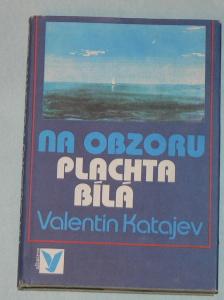 NA OBZORU
PLACHTA
BÍLÁ
Valentin Katajev